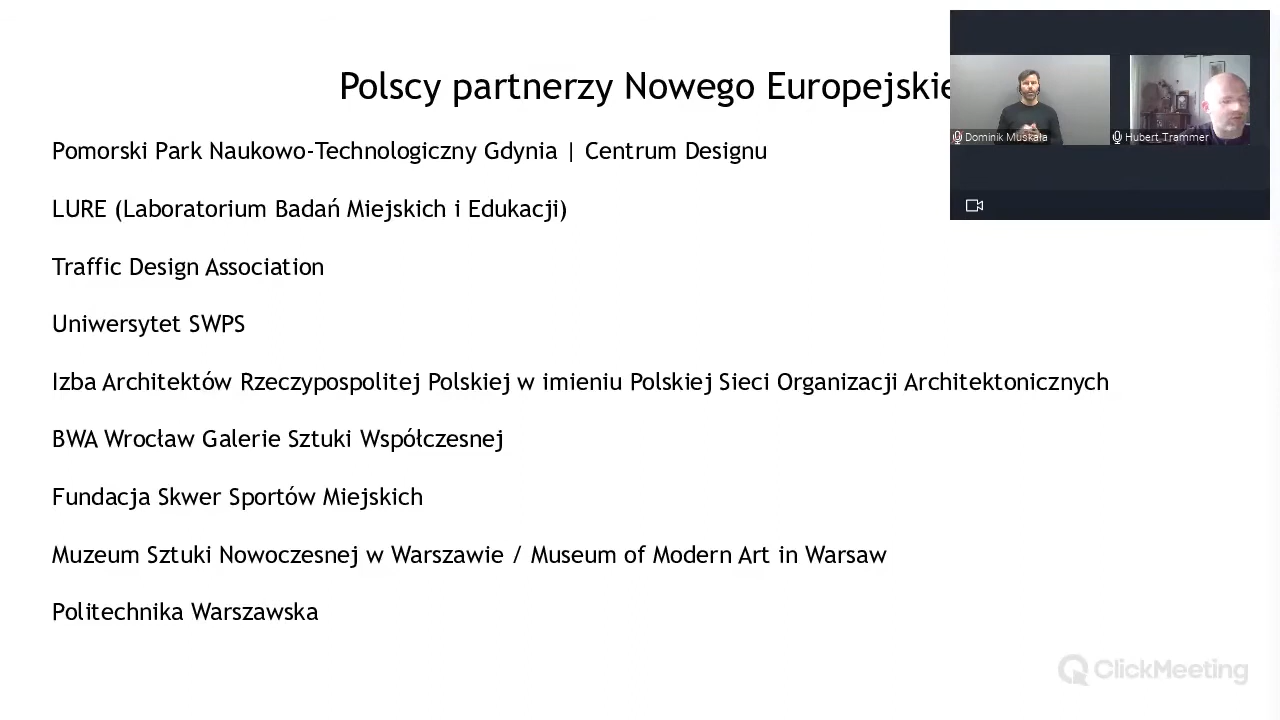 Polscy partnerzy Nowego Europejskie
Dominik Muskała
Hubert Trammer
Pomorski Park Naukowo-Technologiczny Gdynia | Centrum Designu
LURE (Laboratorium Badań Miejskich i Edukacji)
Traffic Design Association
Uniwersytet SWPS
Izba Architektów Rzeczypospolitej Polskiej w imieniu Polskiej Sieci Organizacji Architektonicznych
BWA Wrocław Galerie Sztuki Współczesnej
Fundacja Skwer Sportów Miejskich
Muzeum Sztuki Nowoczesnej w Warszawie / Museum of Modern Art in Warsaw
Politechnika Warszawska
ClickMeeting